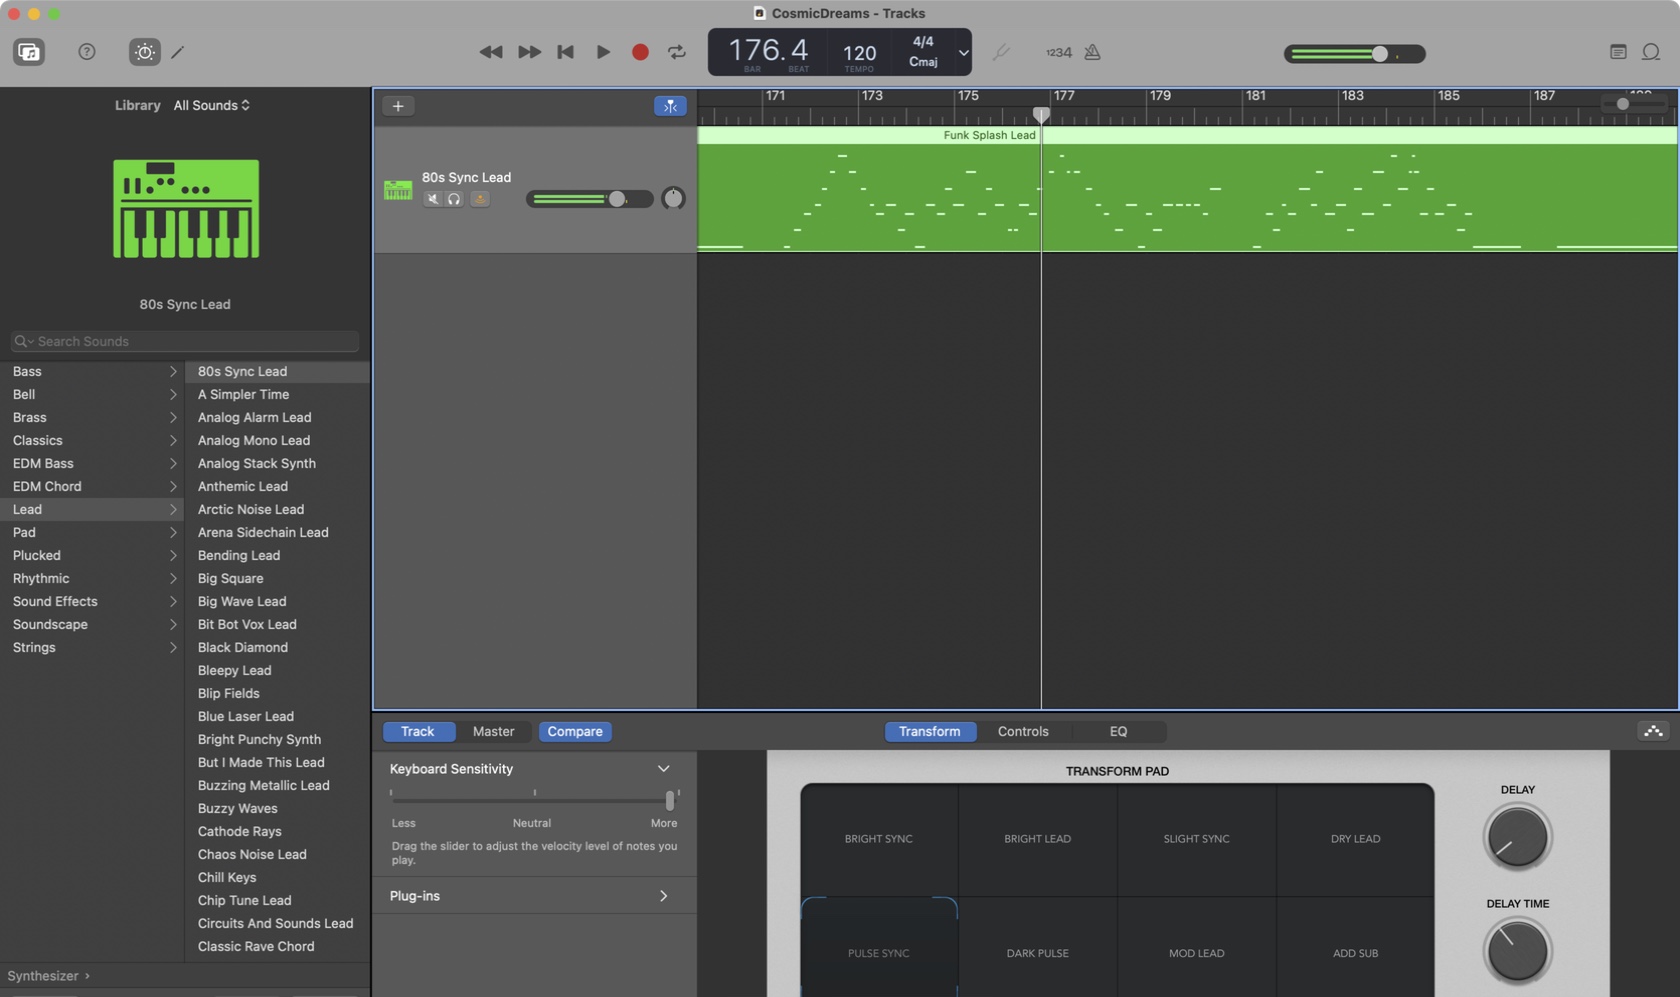 CosmicDreams - Tracks
176.4
BAR BEAT
120
TEMPO
4/4
Cmaj
1234
Library All Sounds
171 173 175 177 179 181 183 185 187
Funk Splash Lead
80s Sync Lead
80s Sync Lead
Search Sounds
Bass
Bell
Brass
Classics
EDM Bass
EDM Chord
Lead
Pad
Plucked
Rhythmic
Sound Effects
Soundscape
Strings
80s Sync Lead
A Simpler Time
Analog Alarm Lead
Analog Mono Lead
Analog Stack Synth
Anthemic Lead
Arctic Noise Lead
Arena Sidechain Lead
Bending Lead
Big Square
Big Wave Lead
Bit Bot Vox Lead
Black Diamond
Bleepy Lead
Blip Fields
Blue Laser Lead
Bright Punchy Synth
But I Made This Lead
Buzzing Metallic Lead
Buzzy Waves
Cathode Rays
Chaos Noise Lead
Chill Keys
Chip Tune Lead
Circuits And Sounds Lead
Classic Rave Chord
Synthesizer ›
Track Master Compare
Transform Controls EQ
Keyboard Sensitivity
Less Neutral More
Drag the slider to adjust the velocity level of notes you
play.
Plug-ins
TRANSFORM PAD
BRIGHT SYNC BRIGHT LEAD SLIGHT SYNC DRY LEAD
PULSE SYNC DARK PULSE MOD LEAD ADD SUB
DELAY
DELAY TIME